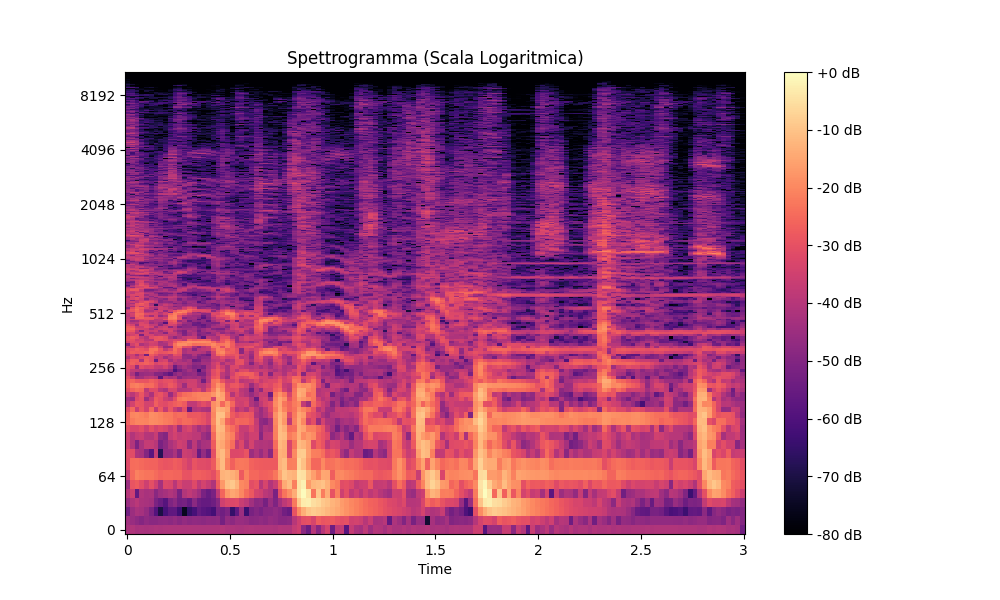 Spettrogramma (Scala Logaritmica)
Hz
8192
4096
2048
1024
512
256
128
64
0
0 0.5 1 1.5 2 2.5 3
Time
+0 dB
-10 dB
-20 dB
-30 dB
-40 dB
-50 dB
-60 dB
-70 dB
-80 dB